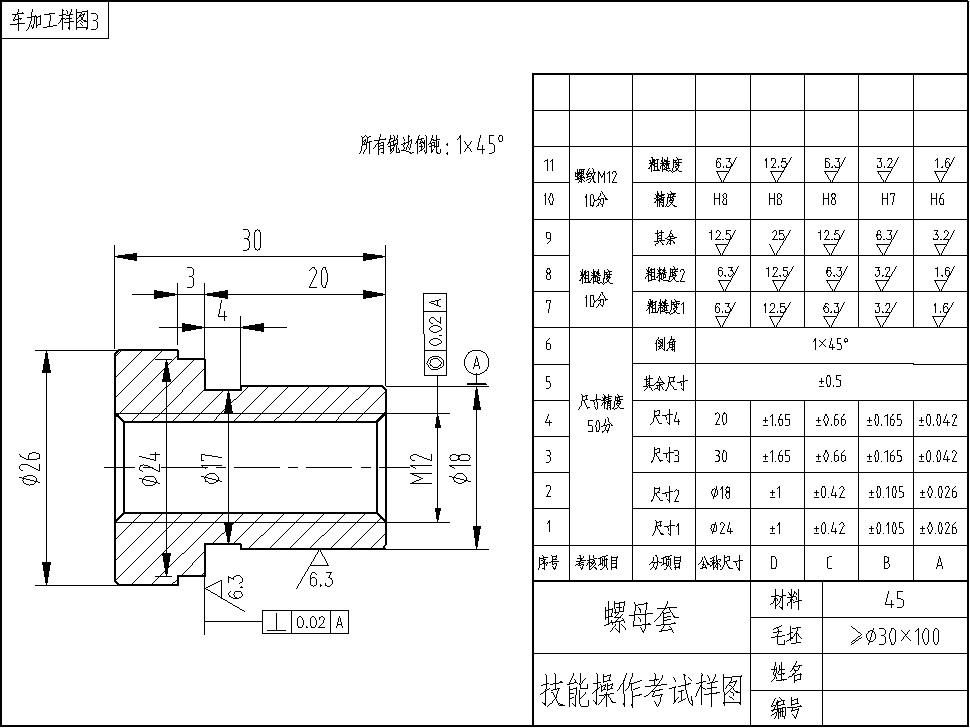 车加工样图3
所有锐边倒钝：1×45°
30
3
20
4
◎ 0.02 A
A
φ26
φ24
φ17
M12
φ18
6.3
6.3
⊥ 0.02 A
11 螺纹M12 粗糙度 6.3 12.5 6.3 3.2 1.6
10 10分 精度 H8 H8 H8 H7 H6
9 其余 12.5 25 12.5 6.3 3.2
8 粗糙度 粗糙度2 6.3 12.5 6.3 3.2 1.6
7 10分 粗糙度1 6.3 12.5 6.3 3.2 1.6
6 倒角 1×45°
5 其余尺寸 ±0.5
尺寸精度
4 50分 尺寸4 20 ±1.65 ±0.66 ±0.165 ±0.042
3 尺寸3 30 ±1.65 ±0.66 ±0.165 ±0.042
2 尺寸2 φ18 ±1 ±0.42 ±0.105 ±0.026
1 尺寸1 φ24 ±1 ±0.42 ±0.105 ±0.026
序号 考核项目 分项目 公称尺寸 D C B A
螺母套
材料 45
毛坯 ≥φ30×100
技能操作考试样图
姓名
编号